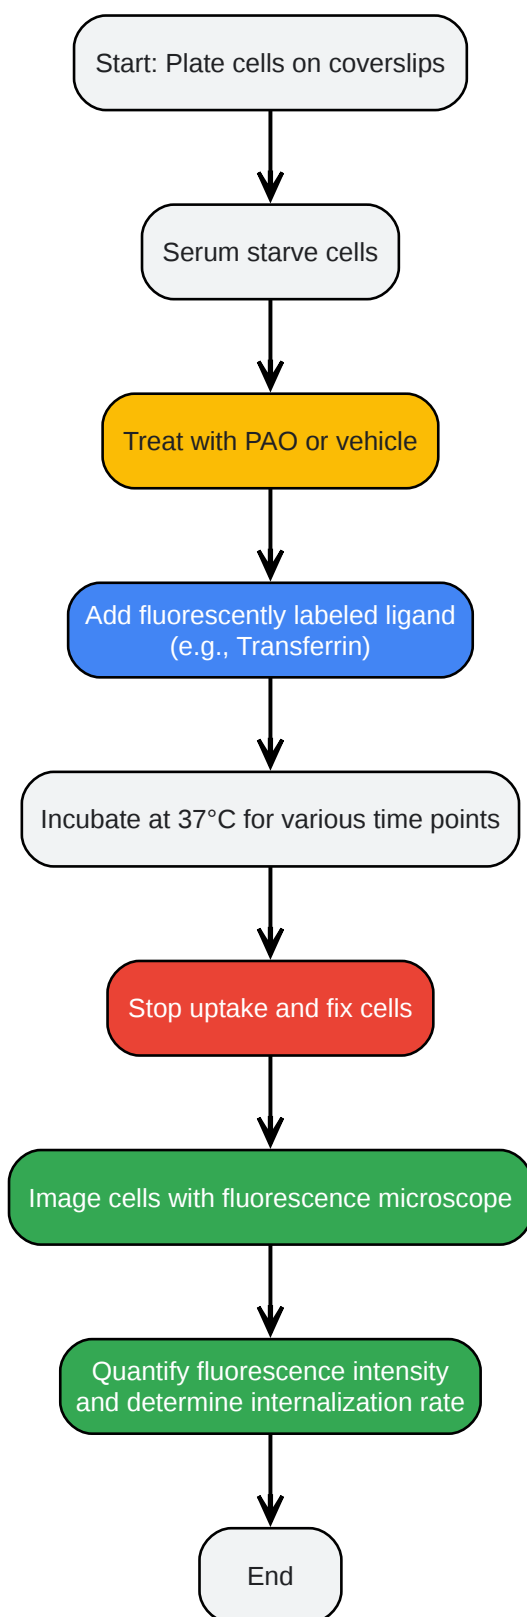 Start: Plate cells on coverslips
Serum starve cells
Treat with PAO or vehicle
Add fluorescently labeled ligand
(e.g., Transferrin)
Incubate at 37°C for various time points
Stop uptake and fix cells
Image cells with fluorescence microscope
Quantify fluorescence intensity
and determine internalization rate
End